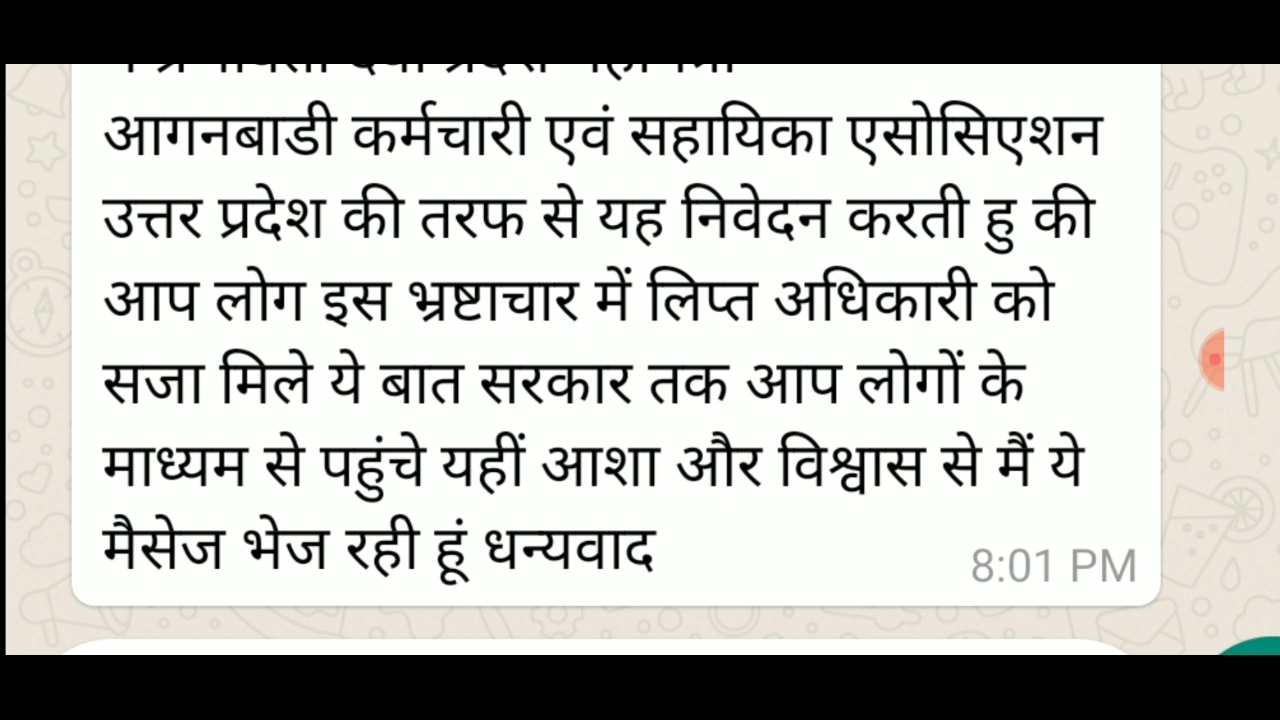 आगनबाडी कर्मचारी एवं सहायिका एसोसिएशन
उत्तर प्रदेश की तरफ से यह निवेदन करती हु की
आप लोग इस भ्रष्टाचार में लिप्त अधिकारी को
सजा मिले ये बात सरकार तक आप लोगों के
माध्यम से पहुंचे यहीं आशा और विश्वास से मैं ये
मैसेज भेज रही हूं धन्यवाद
8:01 PM